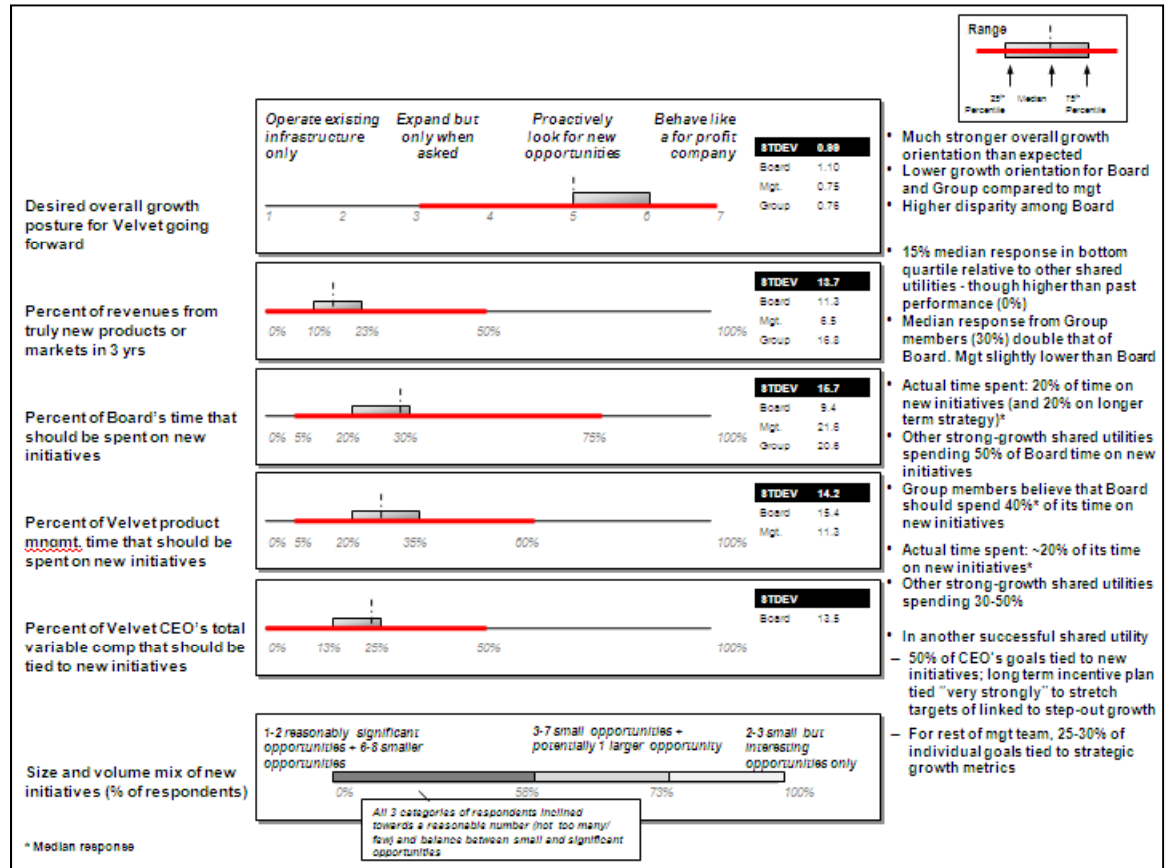 Range
25th Percentile
Median
75th Percentile
Operate existing infrastructure only
Expand but only when asked
Proactively look for new opportunities
Behave like a for profit company
STDEV 0.99
Board 1.10
Mgt. 0.75
Group
1 2 3 4 5 6 7
Desired overall growth
posture for Velvet going
forward
• Much stronger overall growth
orientation than expected
• Lower growth orientation for Board
and Group compared to mgt
• Higher disparity among Board
Percent of revenues from
truly new products or
markets in 3 yrs
0% 10% 23% 50% 100%
STDEV 13.7
Board 11.3
Mgt.
Group
• 15% median response in bottom
quartile relative to other shared
utilities - though higher than past
performance (0%)
• Median response from Group
members (30%) double that of
Board. Mgt slightly lower than Board
Percent of Board's time that
should be spent on new
initiatives
0% 5% 20% 30% 75% 100%
STDEV 16.7
Board 9.4
Mgt.
Group
• Actual time spent: 20% of time on
new initiatives (and 20% on longer
term strategy)*
• Other strong-growth shared utilities
spending 50% of Board time on new
initiatives
• Group members believe that Board
should spend 40%* of its time on
new initiatives
Percent of Velvet product
mngmt. time that should be
spent on new initiatives
0% 5% 20% 35% 60% 100%
STDEV 14.2
Board 15.4
Mgt. 11.3
• Actual time spent: ~20% of its time
on new initiatives*
• Other strong-growth shared utilities
spending 30-50%
Percent of Velvet CEO's total
variable comp that should be
tied to new initiatives
0% 13% 25% 50% 100%
STDEV
Board 13.5
• In another successful shared utility
– 50% of CEO's goals tied to new
initiatives; long term incentive plan
tied "very strongly" to stretch
targets of linked to step-out growth
– For rest of mgt team, 25-30% of
individual goals tied to strategic
growth metrics
Size and volume mix of new
initiatives (% of respondents)
1-2 reasonably significant
opportunities + 6-8 smaller
opportunities
3-7 small opportunities +
potentially 1 larger opportunity
2-3 small but
interesting
opportunities only
0% 58% 73% 100%
All 3 categories of respondents inclined
towards a reasonable number (not too many/
few) and balance between small and significant
opportunities
* Median response